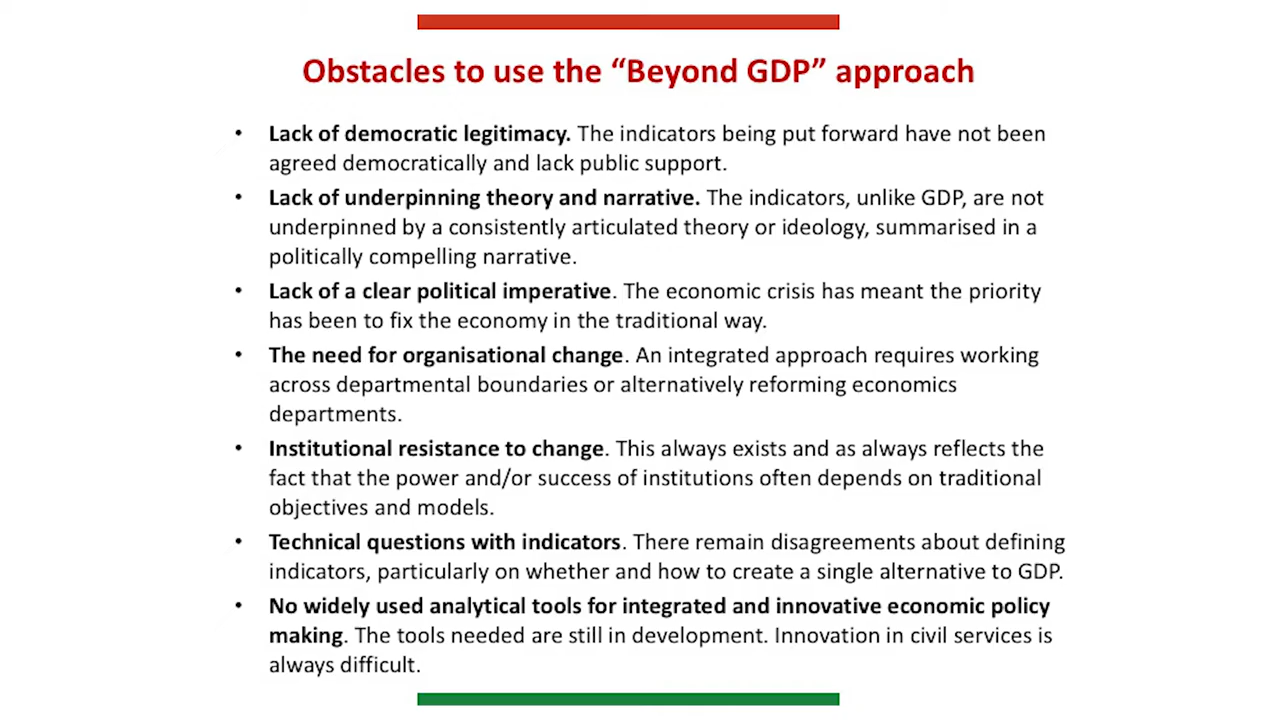 Obstacles to use the “Beyond GDP” approach
• Lack of democratic legitimacy. The indicators being put forward have not been
agreed democratically and lack public support.
• Lack of underpinning theory and narrative. The indicators, unlike GDP, are not
underpinned by a consistently articulated theory or ideology, summarised in a
politically compelling narrative.
• Lack of a clear political imperative. The economic crisis has meant the priority
has been to fix the economy in the traditional way.
• The need for organisational change. An integrated approach requires working
across departmental boundaries or alternatively reforming economics
departments.
• Institutional resistance to change. This always exists and as always reflects the
fact that the power and/or success of institutions often depends on traditional
objectives and models.
• Technical questions with indicators. There remain disagreements about defining
indicators, particularly on whether and how to create a single alternative to GDP.
• No widely used analytical tools for integrated and innovative economic policy
making. The tools needed are still in development. Innovation in civil services is
always difficult.